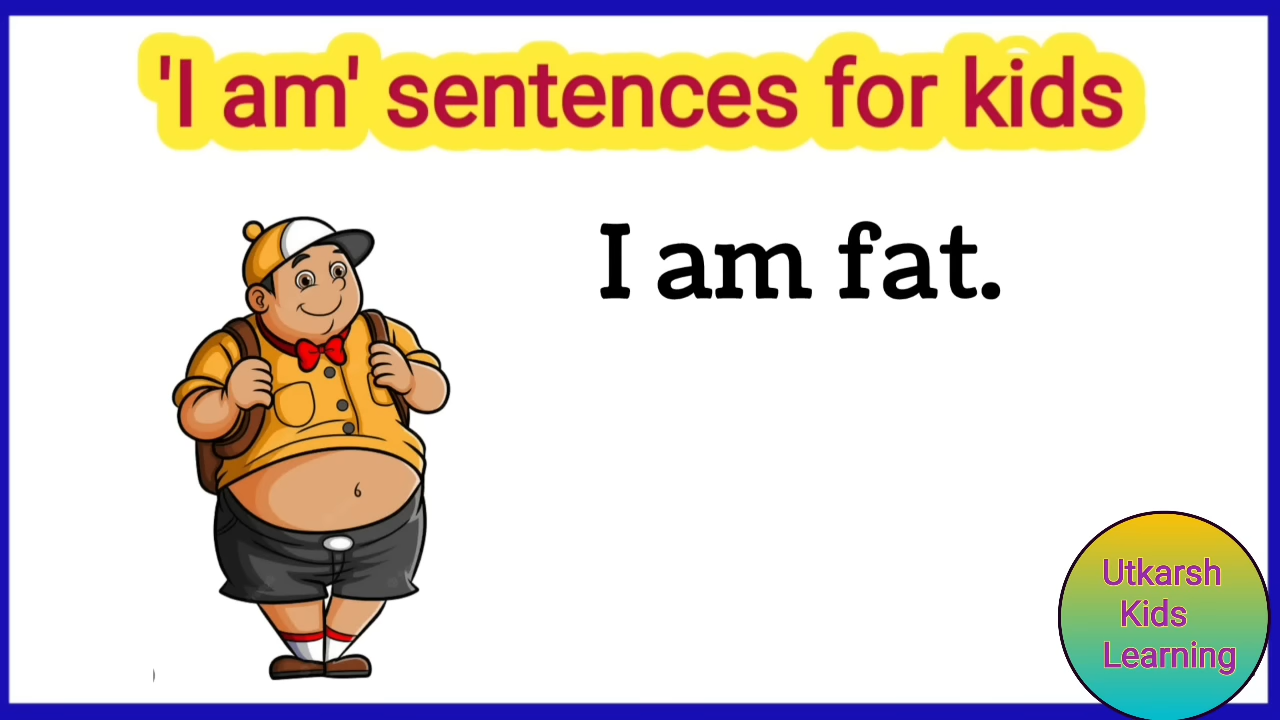 'I am' sentences for kids
I am fat.
Utkarsh
Kids
Learning